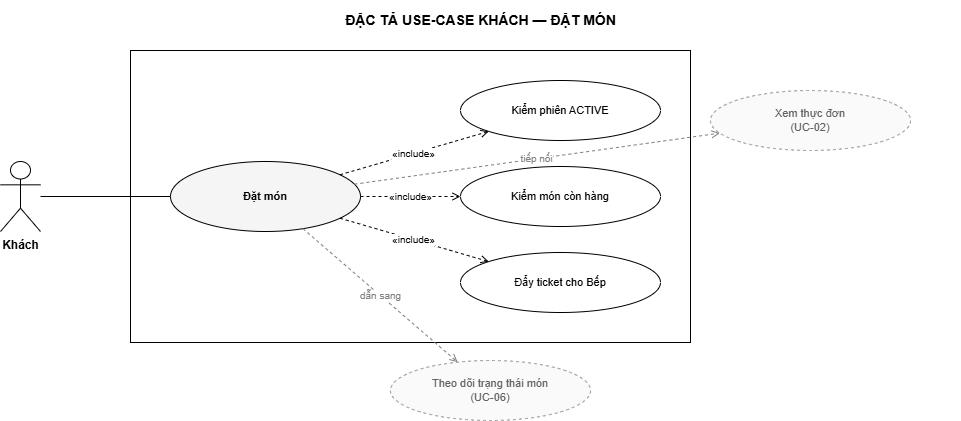 ĐẶC TẢ USE-CASE KHÁCH — ĐẶT MÓN
Kiểm phiên ACTIVE
Xem thực đơn
(UC-02)
«include»
tiếp nối
Đặt món
«include»
Kiểm món còn hàng
Khách
«include»
Đẩy ticket cho Bếp
dẫn sang
Theo dõi trạng thái món
(UC-06)